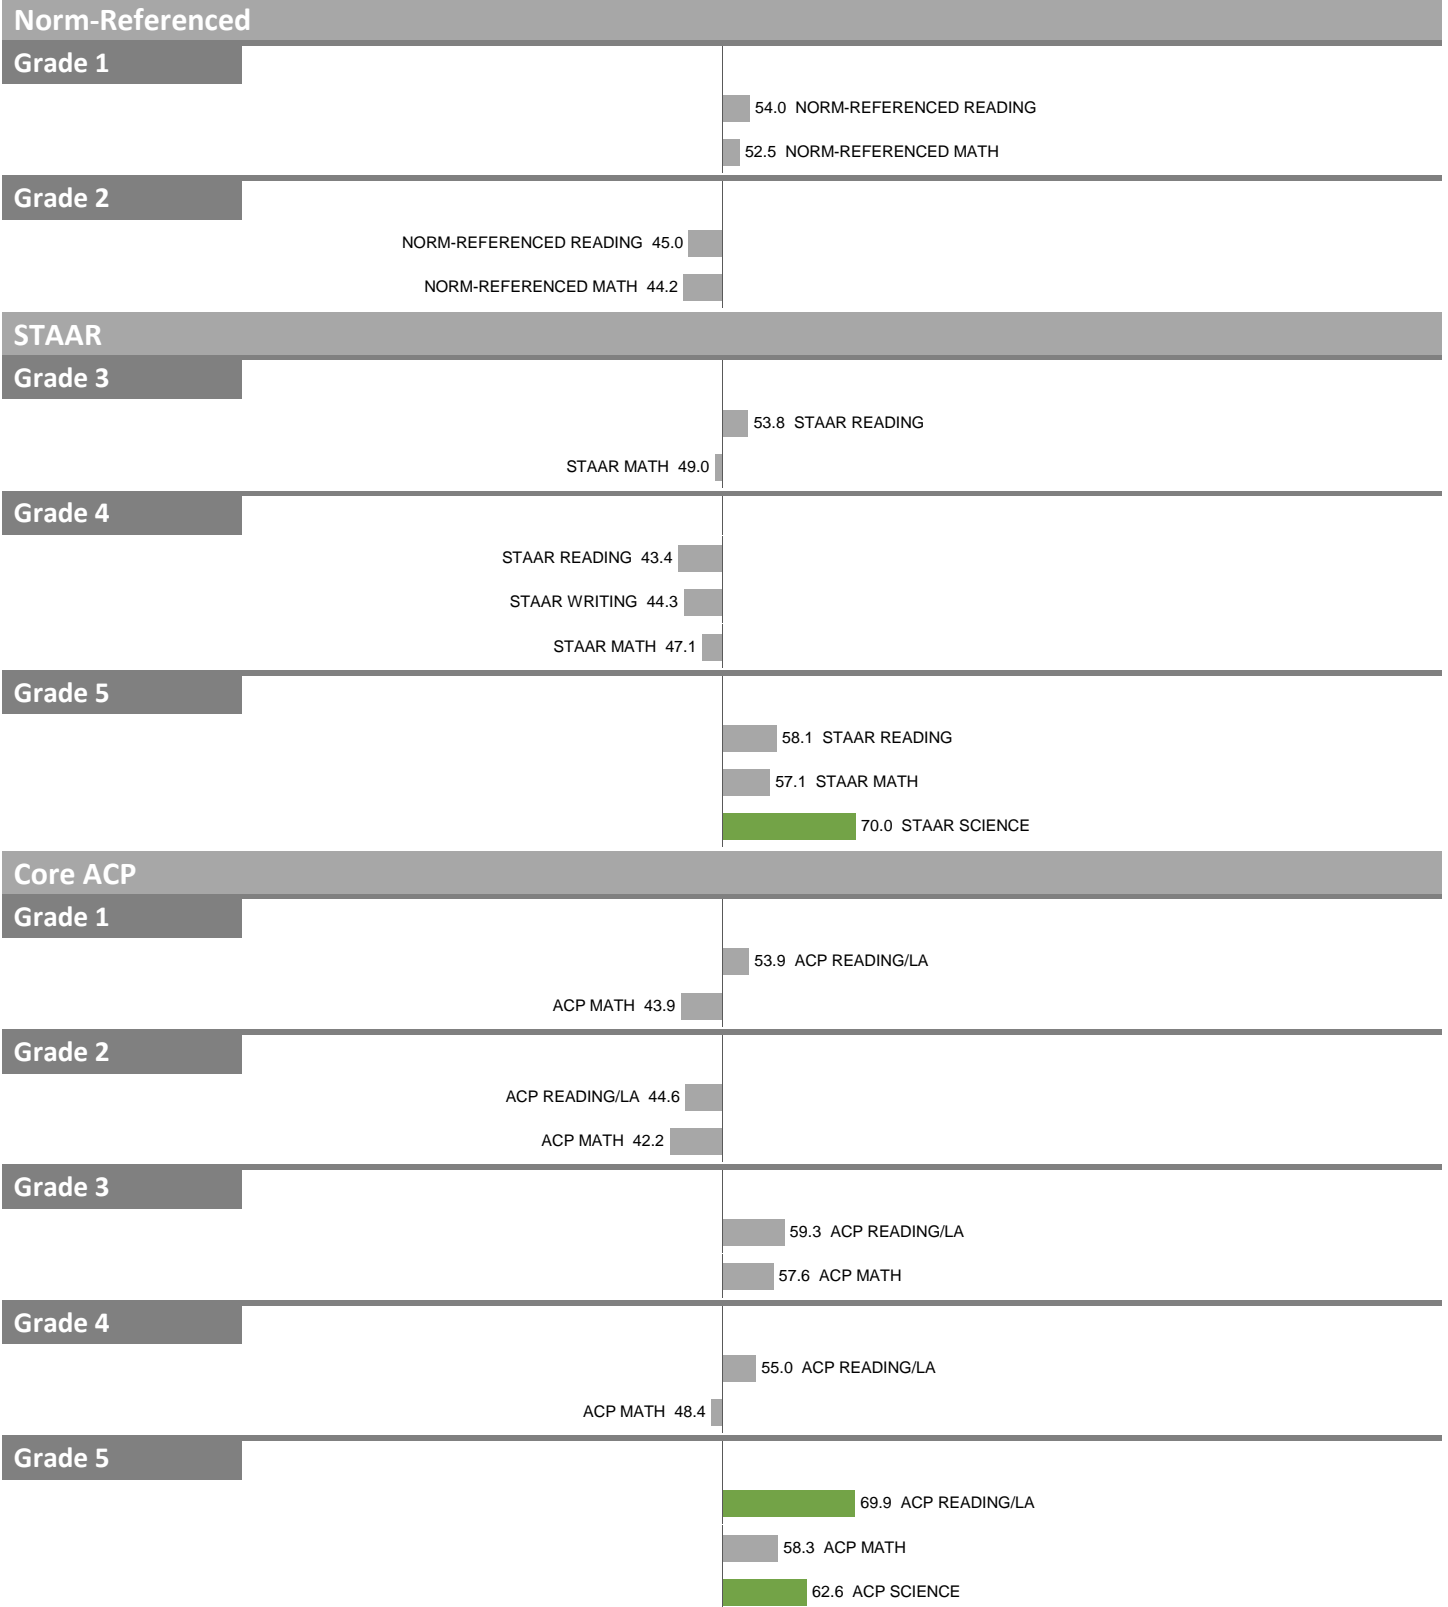 Norm-Referenced
Grade 1
54.0 NORM-REFERENCED READING
52.5 NORM-REFERENCED MATH
Grade 2
NORM-REFERENCED READING 45.0
NORM-REFERENCED MATH 44.2
STAAR
Grade 3
53.8 STAAR READING
STAAR MATH 49.0
Grade 4
STAAR READING 43.4
STAAR WRITING 44.3
STAAR MATH 47.1
Grade 5
58.1 STAAR READING
57.1 STAAR MATH
70.0 STAAR SCIENCE
Core ACP
Grade 1
53.9 ACP READING/LA
ACP MATH 43.9
Grade 2
ACP READING/LA 44.6
ACP MATH 42.2
Grade 3
59.3 ACP READING/LA
57.6 ACP MATH
Grade 4
55.0 ACP READING/LA
ACP MATH 48.4
Grade 5
69.9 ACP READING/LA
58.3 ACP MATH
62.6 ACP SCIENCE